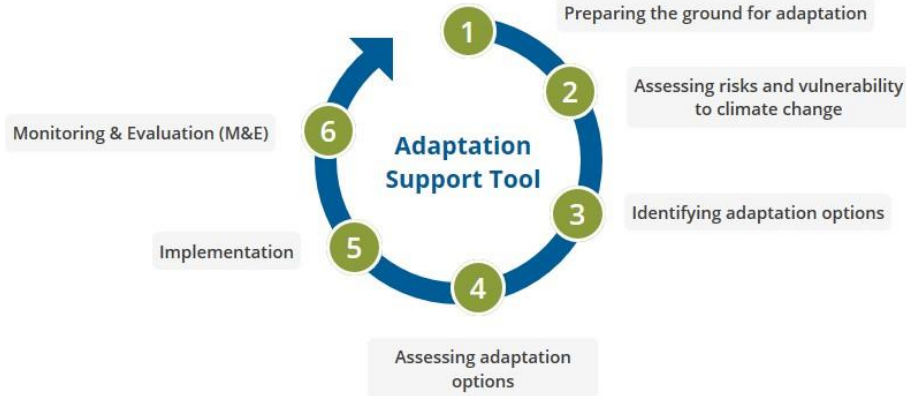 1
Preparing the ground for adaptation
2
Assessing risks and vulnerability
to climate change
3
Identifying adaptation options
4
Assessing adaptation
options
5
Implementation
6
Monitoring & Evaluation (M&E)
Adaptation
Support Tool